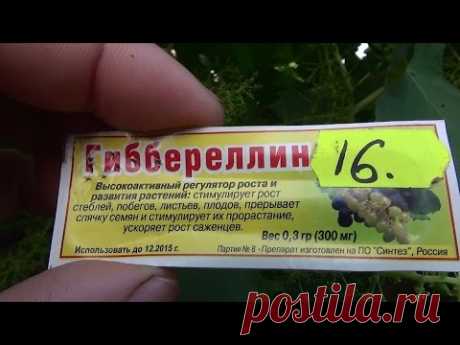 Гиббереллин
16.
Высокоактивный регулятор роста и
развития растений: стимулирует рост
стеблей, побегов, листьев, плодов, прерывает
спячку семян и стимулирует их прорастание,
ускоряет рост саженцев.
Вес 0,3 гр (300 мг)
Использовать до 12.2015 г.
Партия № 8 - Препарат изготовлен на ПО "Синтез", Россия
postila.ru